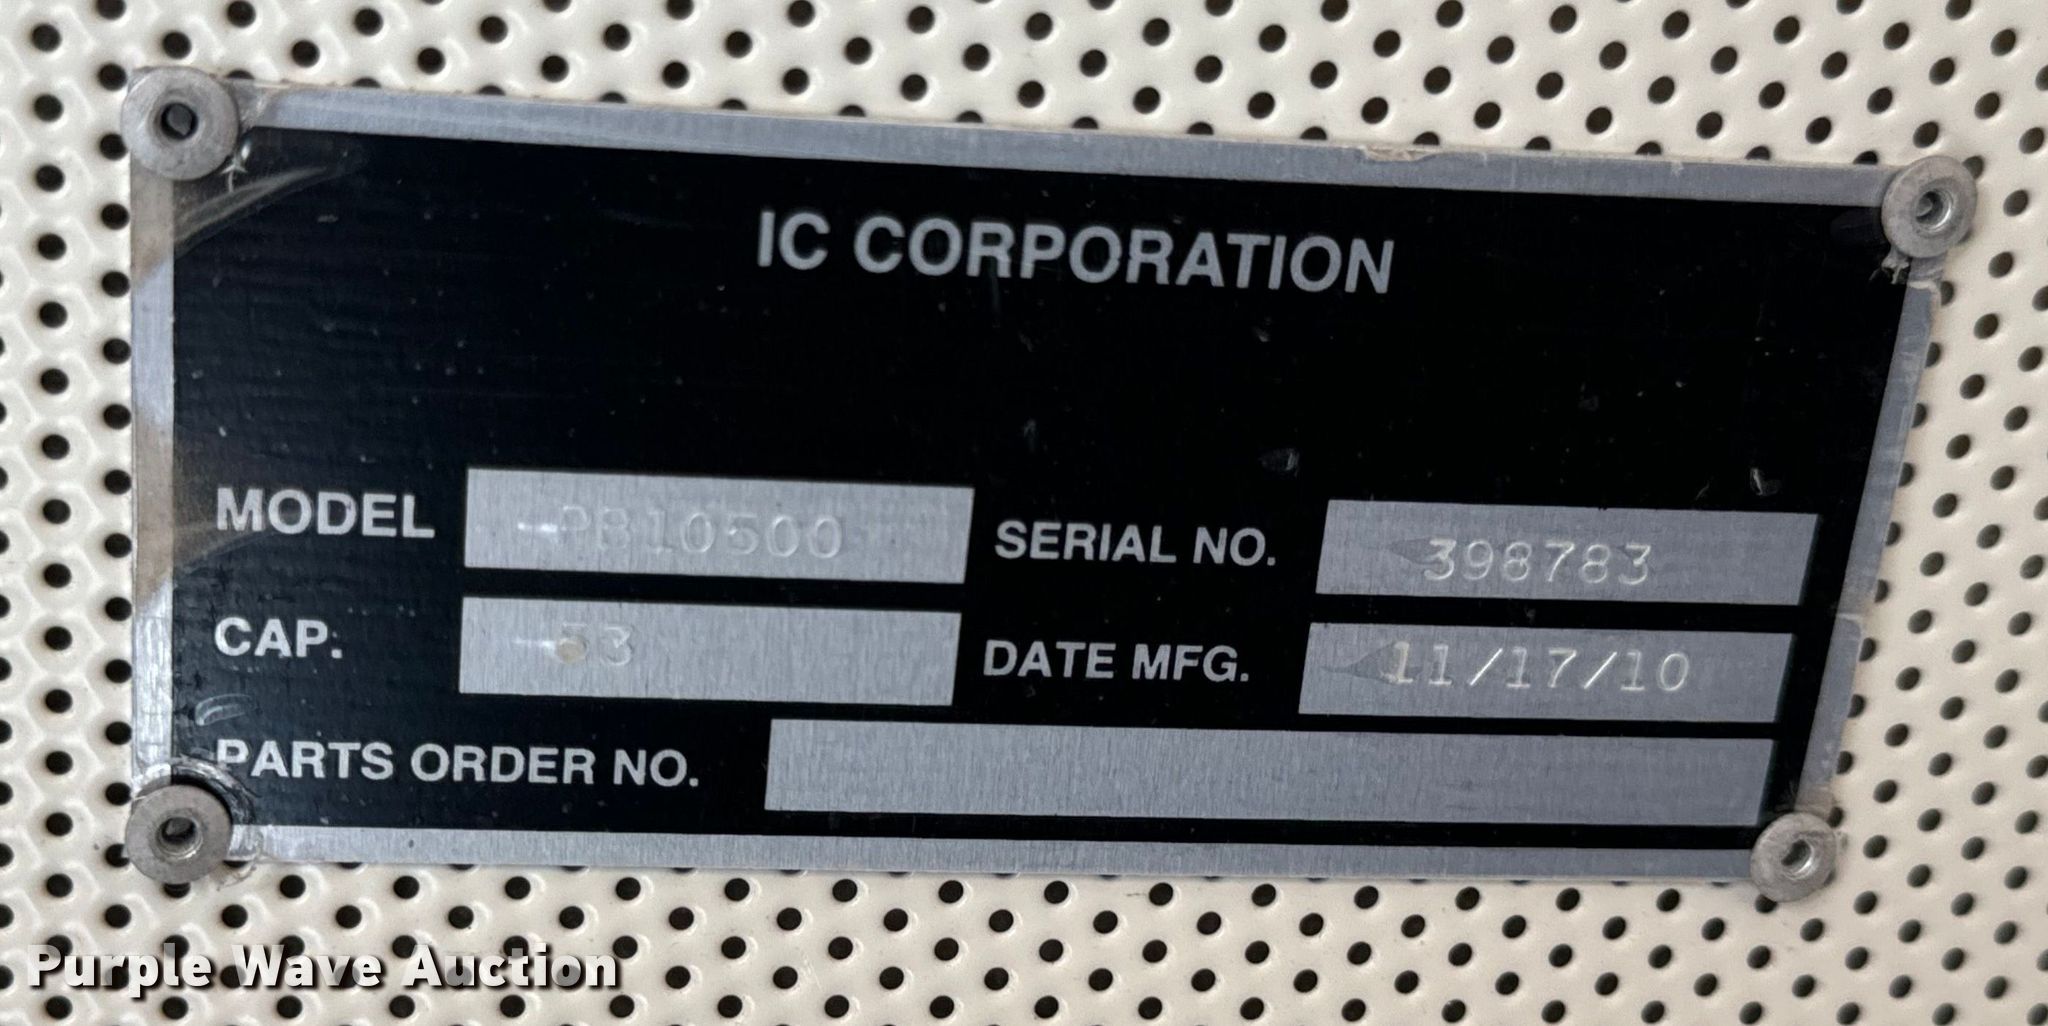 IC CORPORATION
MODEL PB10500 SERIAL NO. 398783
CAP. 53 DATE MFG. 11/17/10
PARTS ORDER NO.
Purple Wave Auction